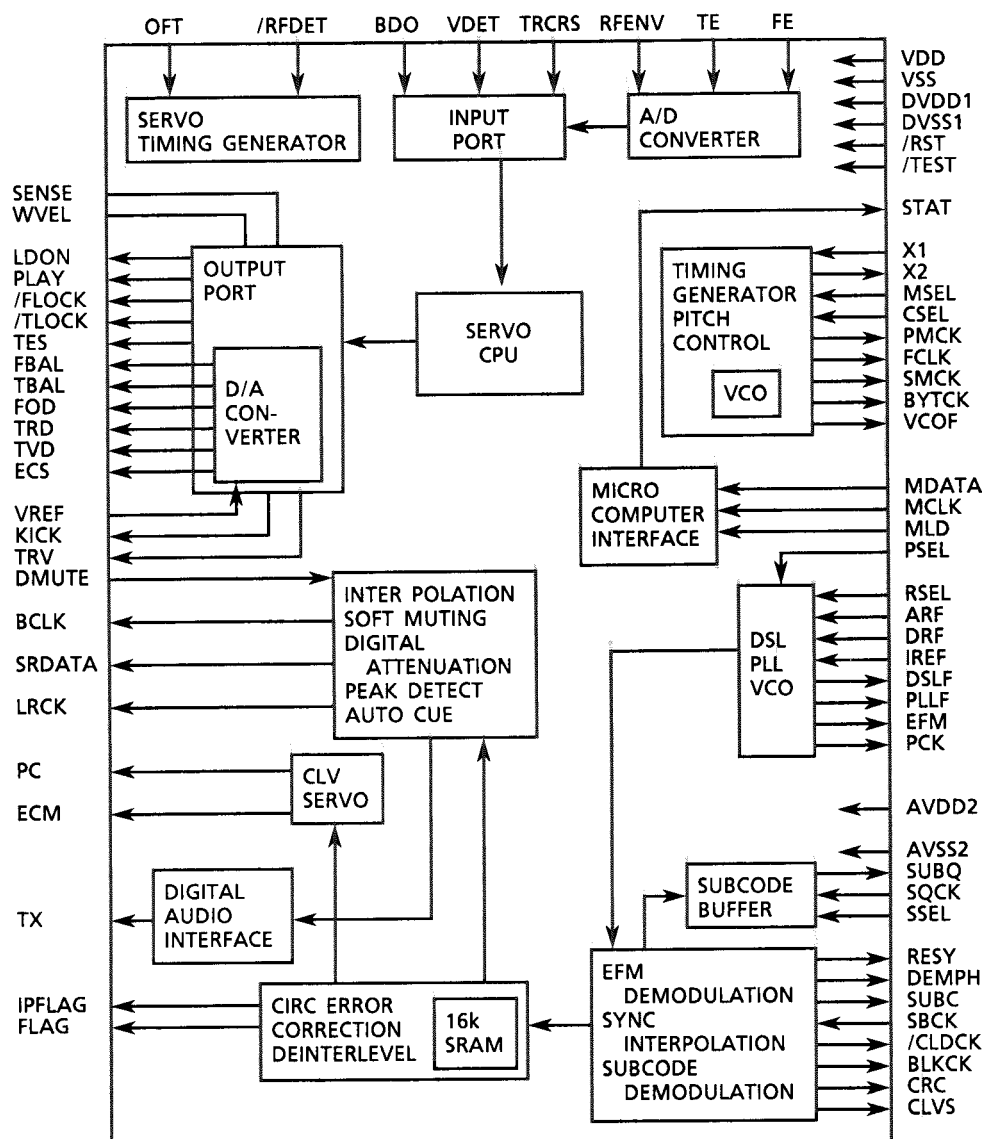 OFT /RFDET BDO VDET TRCRS RFENV TE FE
SERVO
TIMING GENERATOR
INPUT
PORT
A/D
CONVERTER
VDD
VSS
DVDD1
DVSS1
/RST
/TEST
STAT
SENSE
WVEL
LDON
PLAY
/FLOCK
/TLOCK
TES
FBAL
TBAL
FOD
TRD
TVD
ECS
VREF
KICK
TRV
OUTPUT
PORT
D/A
CON-
VERTER
SERVO
CPU
TIMING
GENERATOR
PITCH
CONTROL
VCO
X1
X2
MSEL
CSEL
PMCK
FCLK
SMCK
BYTCK
VCOF
MICRO
COMPUTER
INTERFACE
MDATA
MCLK
MLD
PSEL
DMUTE
BCLK
SRDATA
LRCK
INTER POLATION
SOFT MUTING
DIGITAL
ATTENUATION
PEAK DETECT
AUTO CUE
DSL
PLL
VCO
RSEL
ARF
DRF
IREF
DSLF
PLLF
EFM
PCK
PC
ECM
CLV
SERVO
AVDD2
AVSS2
TX
DIGITAL
AUDIO
INTERFACE
SUBCODE
BUFFER
SUBQ
SQCK
SSEL
IPFLAG
FLAG
CIRC ERROR
CORRECTION
DEINTERLEVEL
16k
SRAM
EFM
DEMODULATION
SYNC
INTERPOLATION
SUBCODE
DEMODULATION
RESY
DEMPH
SUBC
SBCK
/CLDCK
BLKCK
CRC
CLVS